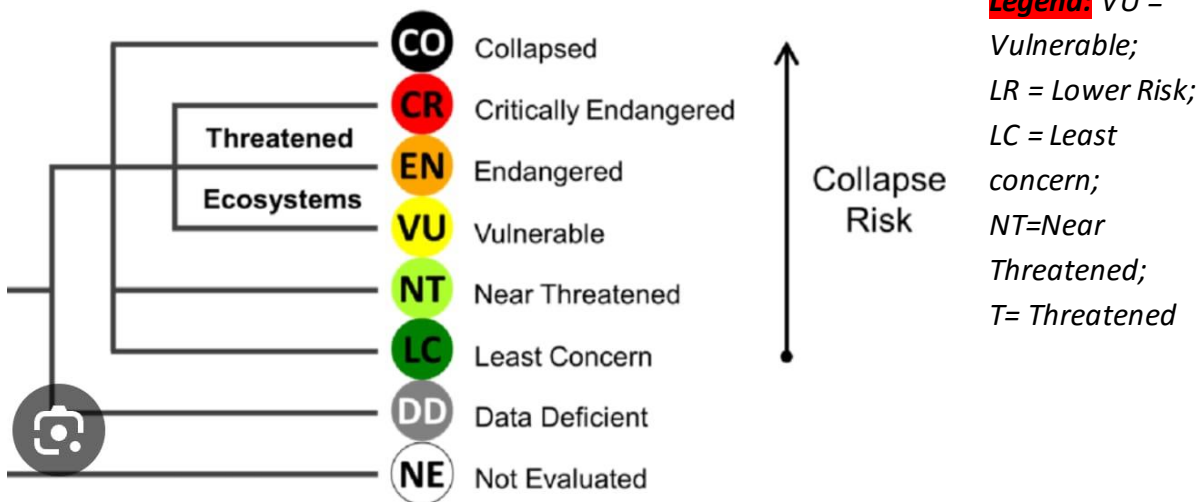 CO Collapsed
CR Critically Endangered
Threatened
EN Endangered
Ecosystems
VU Vulnerable
NT Near Threatened
LC Least Concern
DD Data Deficient
NE Not Evaluated
Collapse
Risk
Legend: VU =
Vulnerable;
LR = Lower Risk;
LC = Least
concern;
NT=Near
Threatened;
T= Threatened